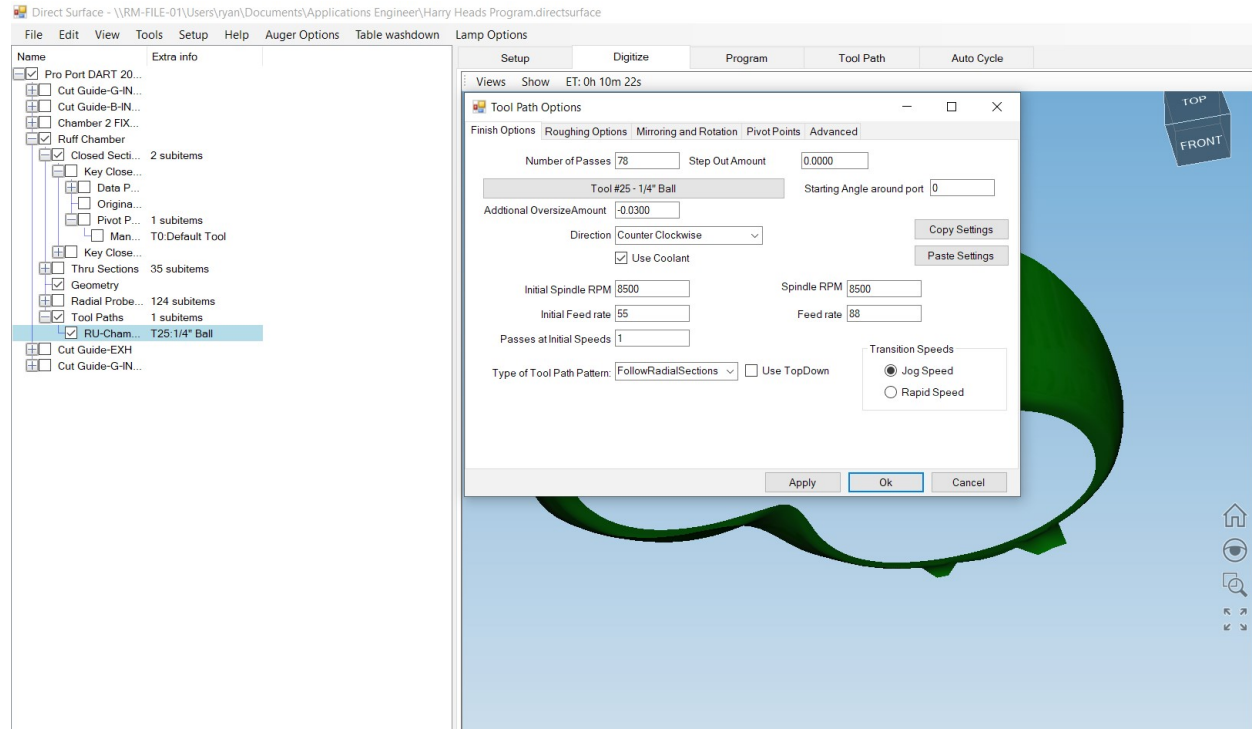 Direct Surface - \\RM-FILE-01\Users\ryan\Documents\Applications Engineer\Harry Heads Program.directsurface
File Edit View Tools Setup Help Auger Options Table washdown Lamp Options
Name Extra info
Pro Port DART 20...
Cut Guide-G-IN...
Cut Guide-B-IN...
Chamber 2 FIX...
Ruff Chamber
Closed Secti... 2 subitems
Key Close...
Data P...
Origina...
Pivot P... 1 subitems
Man... T0:Default Tool
Key Close...
Thru Sections 35 subitems
Geometry
Radial Probe... 124 subitems
Tool Paths 1 subitems
RU-Cham... T25:1/4" Ball
Cut Guide-EXH
Cut Guide-G-IN...
Setup Digitize Program Tool Path Auto Cycle
Views Show ET: 0h 10m 22s
Tool Path Options
Finish Options Roughing Options Mirroring and Rotation Pivot Points Advanced
Number of Passes 78 Step Out Amount 0.0000
Tool #25 - 1/4" Ball Starting Angle around port 0
Addtional OversizeAmount -0.0300
Direction Counter Clockwise Copy Settings
Use Coolant Paste Settings
Initial Spindle RPM 8500 Spindle RPM 8500
Initial Feed rate 55 Feed rate 88
Passes at Initial Speeds 1
Transition Speeds
Type of Tool Path Pattern: FollowRadialSections Use TopDown Jog Speed
Rapid Speed
Apply Ok Cancel
TOP
FRONT